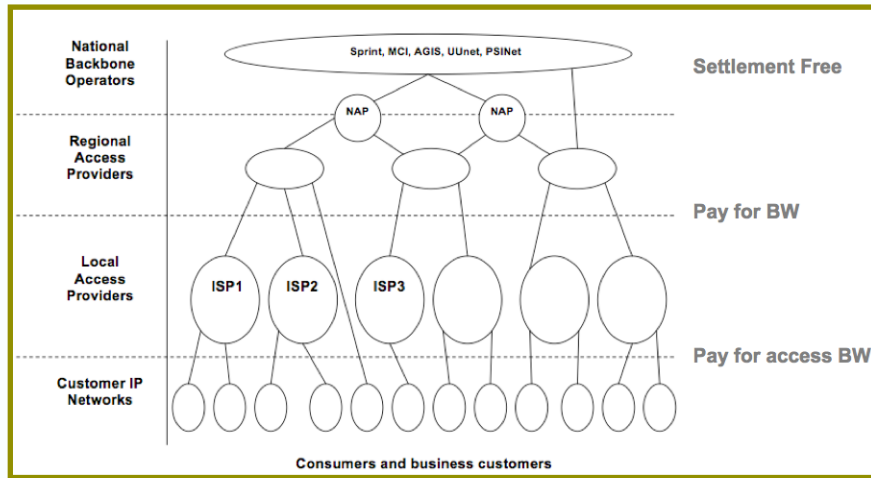 National
Backbone
Operators
Sprint, MCI, AGIS, UUnet, PSINet
Settlement Free
NAP
NAP
Regional
Access
Providers
Pay for BW
Local
Access
Providers
ISP1
ISP2
ISP3
Pay for access BW
Customer IP
Networks
Consumers and business customers